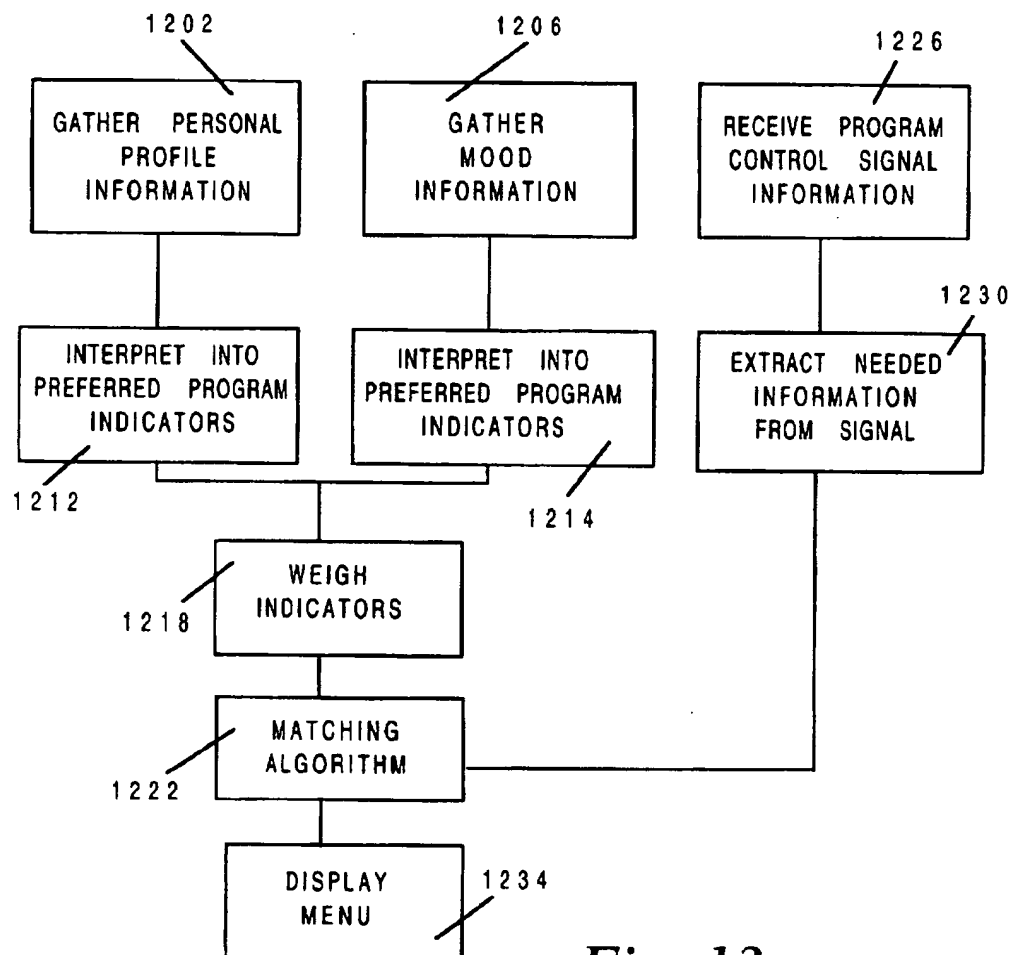 1202
1206
1226
GATHER PERSONAL
PROFILE
INFORMATION
GATHER
MOOD
INFORMATION
RECEIVE PROGRAM
CONTROL SIGNAL
INFORMATION
1230
INTERPRET INTO
PREFERRED PROGRAM
INDICATORS
INTERPRET INTO
PREFERRED PROGRAM
INDICATORS
EXTRACT NEEDED
INFORMATION
FROM SIGNAL
1212
1214
WEIGH
INDICATORS
1218
MATCHING
ALGORITHM
1222
DISPLAY
MENU
1234